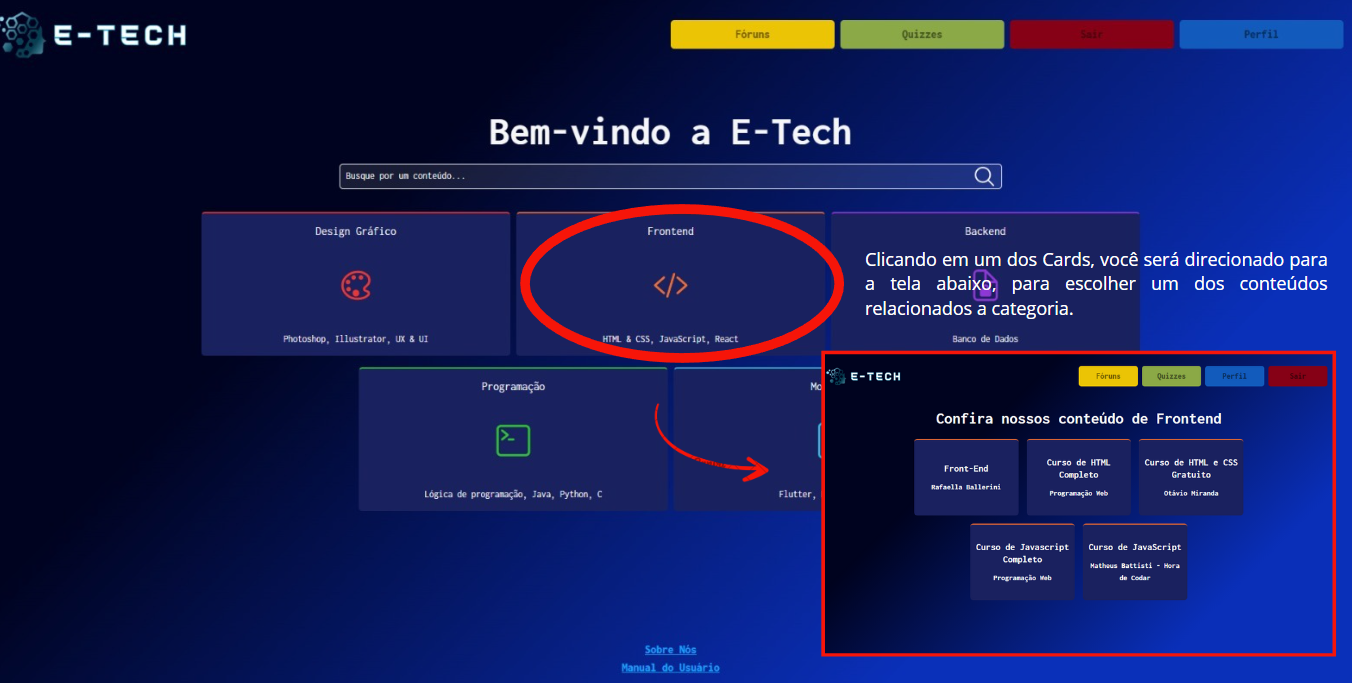 E-TECH
Fóruns
Quizzes
Sair
Perfil
Bem-vindo a E-Tech
Busque por um conteúdo...
Design Gráfico
Photoshop, Illustrator, UX & UI
Frontend
</>
HTML & CSS, JavaScript, React
Backend
Banco de Dados
Clicando em um dos Cards, você será direcionado para
a tela abaixo, para escolher um dos conteúdos
relacionados a categoria.
Programação
>_
Lógica de programação, Java, Python, C
Flutter,
E-TECH
Fóruns
Quizzes
Perfil
Sair
Confira nossos conteúdo de Frontend
Front-End
Rafaella Ballerini
Curso de HTML
Completo
Programação Web
Curso de HTML e CSS
Gratuito
Otávio Miranda
Curso de Javascript
Completo
Programação Web
Curso de JavaScript
Matheus Battisti - Hora
de Codar
Sobre Nós
Manual do Usuário